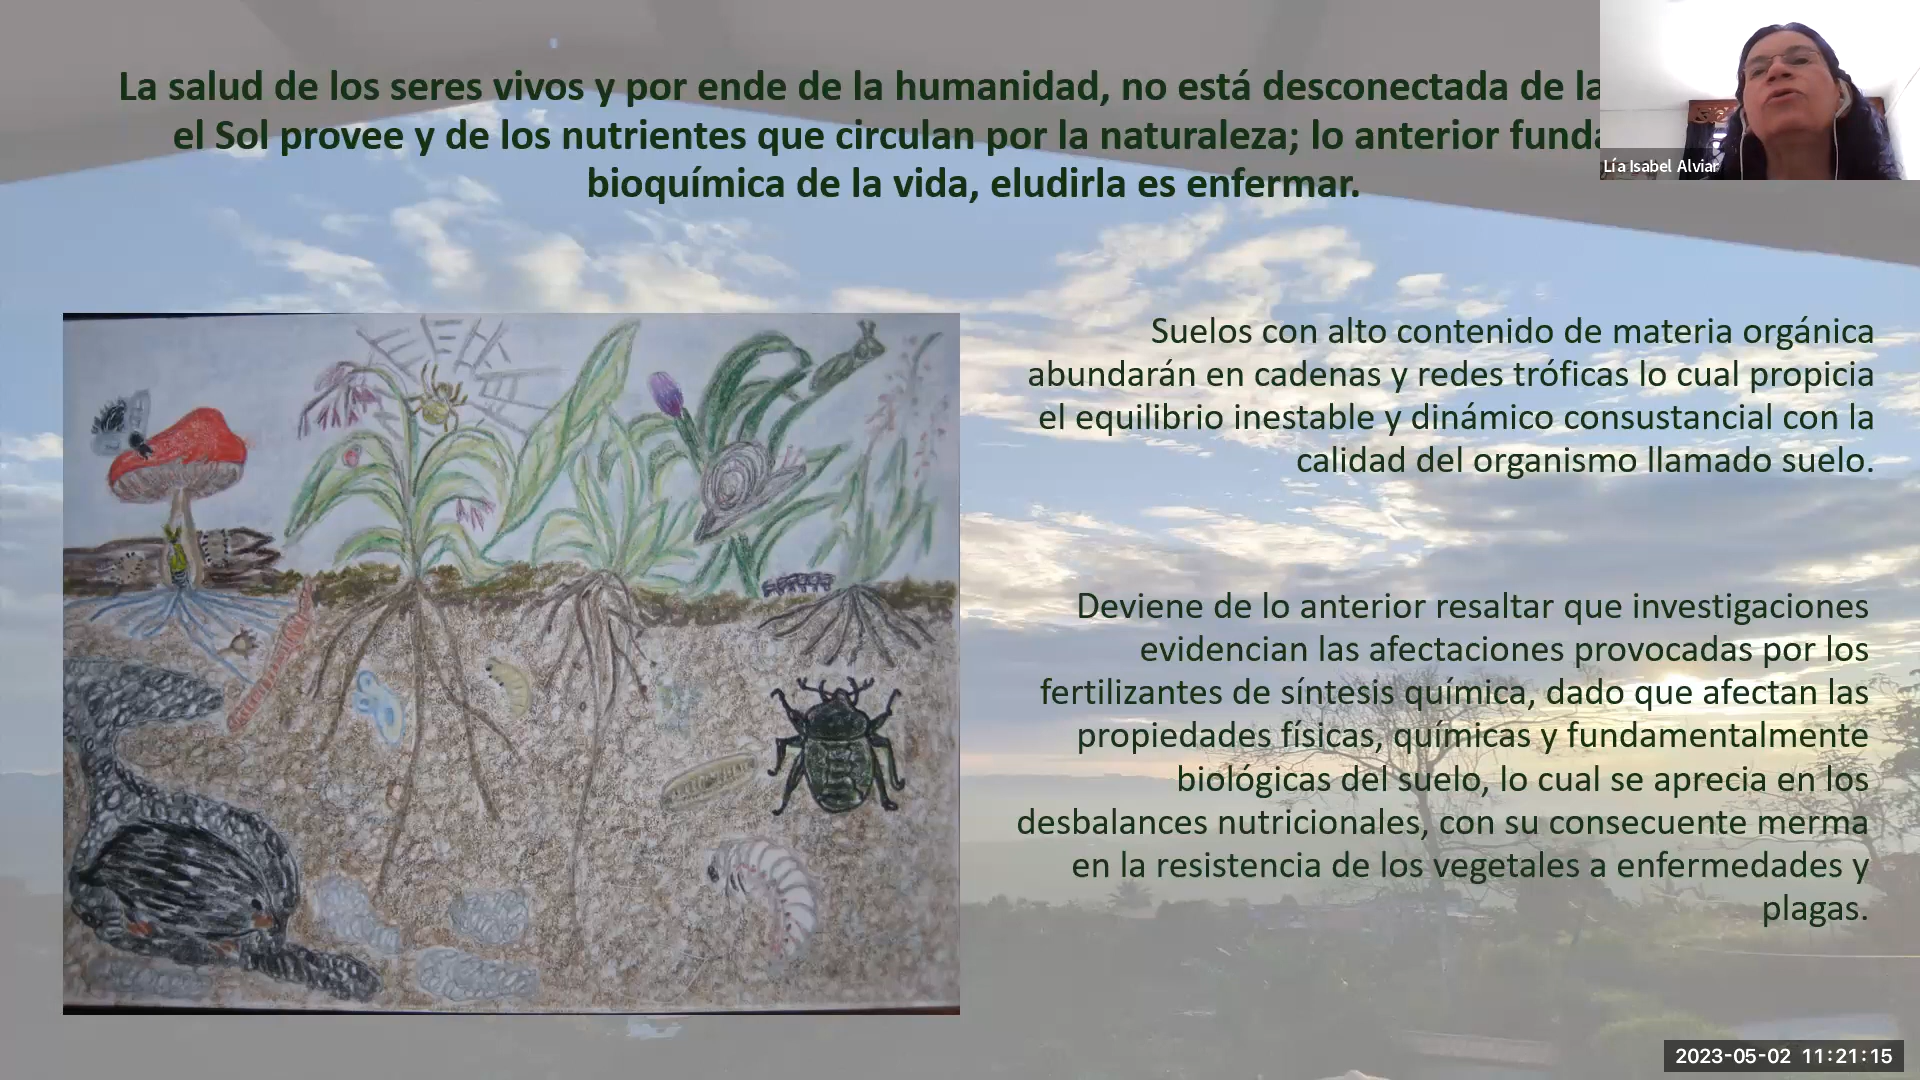 La salud de los seres vivos y por ende de la humanidad, no está desconectada de la
el Sol provee y de los nutrientes que circulan por la naturaleza; lo anterior
bioquímica de la vida, eludirla es enfermar.
Lía Isabel Alviar
Suelos con alto contenido de materia orgánica
abundarán en cadenas y redes tróficas lo cual propicia
el equilibrio inestable y dinámico consustancial con la
calidad del organismo llamado suelo.
Deviene de lo anterior resaltar que investigaciones
evidencian las afectaciones provocadas por los
fertilizantes de síntesis química, dado que afectan las
propiedades físicas, químicas y fundamentalmente
biológicas del suelo, lo cual se aprecia en los
desbalances nutricionales, con su consecuente merma
en la resistencia de los vegetales a enfermedades y
plagas.
2023-05-02 11:21:15